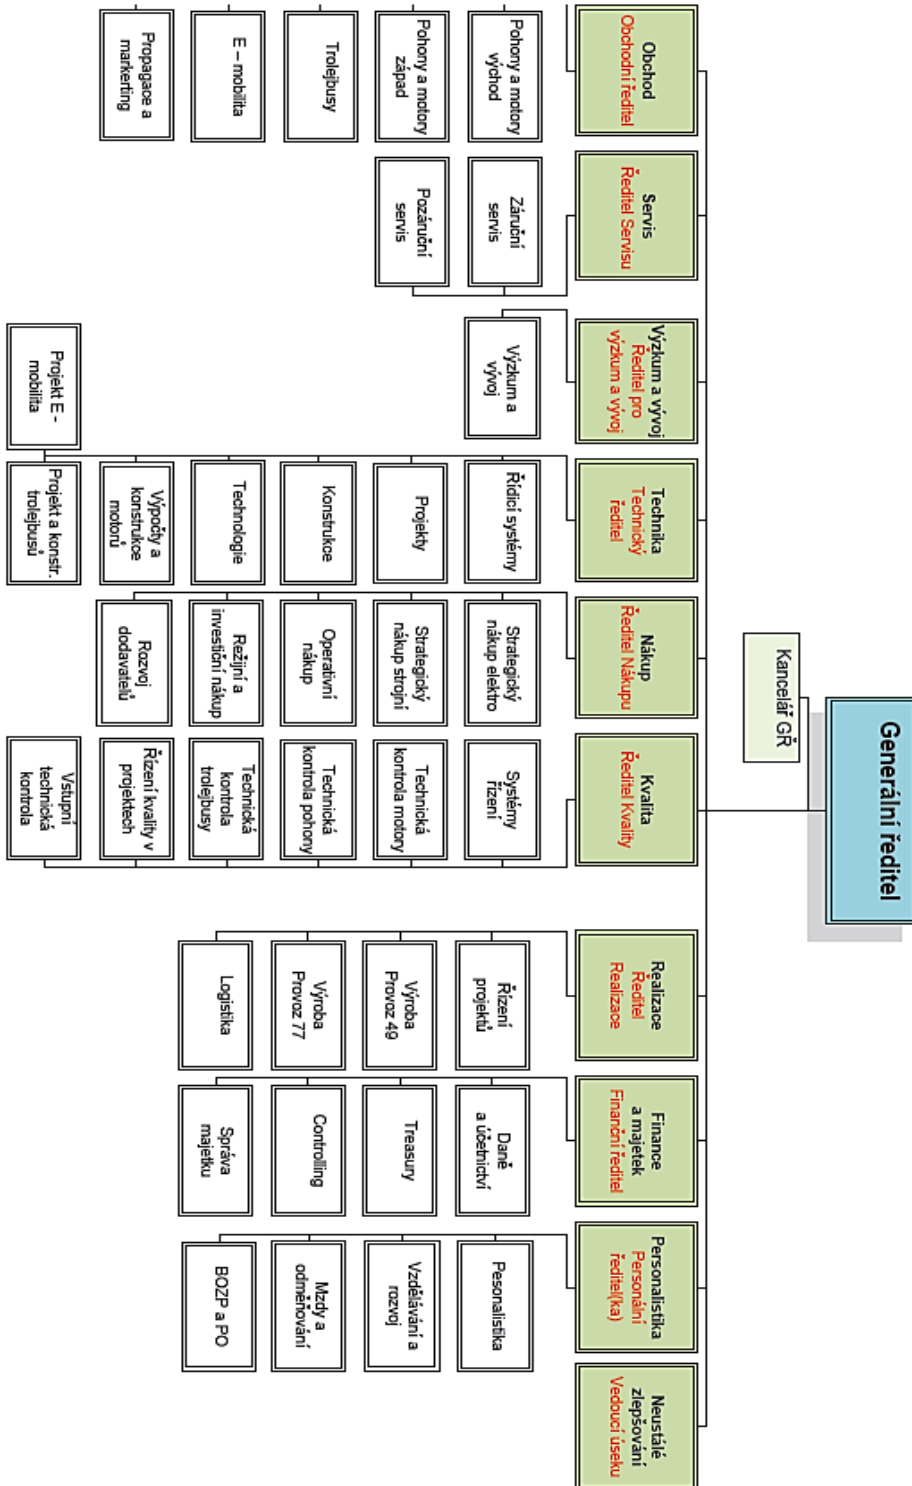 Generální ředitel
Kancelář GŘ
Obchod
Obchodní ředitel
Servis
Ředitel Servisu
Výzkum a vývoj
Ředitel pro
výzkum a vývoj
Technika
Technický
ředitel
Nákup
Ředitel Nákupu
Kvalita
Ředitel Kvality
Realizace
Ředitel
Realizace
Finance
a majetek
Finanční ředitel
Personalistika
Personální
ředitel(ka)
Neustálé
zlepšování
Vedoucí úseku
Pohony a motory
východ
Pohony a motory
západ
Trolejbusy
E – mobilita
Propagace a
markerting
Záruční
servis
Pozáruční
servis
Výzkum a
vývoj
Řídicí systémy
Projekty
Konstrukce
Technologie
Výpočty a
konstrukce
motorů
Projekt a konstr.
trolejbusů
Projekt E -
mobilita
Strategický
nákup elektro
Strategický
nákup strojní
Operativní
nákup
Režijní a
investiční nákup
Rozvoj
dodavatelů
Systémy
řízení
Technická
kontrola motory
Technická
kontrola pohony
Technická
kontrola
trolejbusy
Řízení kvality v
projektech
Vstupní
technická
kontrola
Řízení
projektů
Výroba
Provoz 49
Výroba
Provoz 77
Logistika
Daně
a účetnictví
Treasury
Controlling
Správa
majetku
Pesonalistika
Vzdělávání a
rozvoj
Mzdy a
odměňování
BOZP a PO